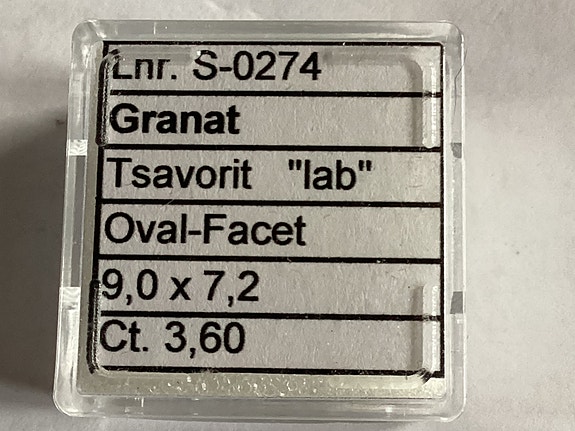 Lnr. S-0274
Granat
Tsavorit "lab"
Oval-Facet
9,0 x 7,2
Ct. 3,60